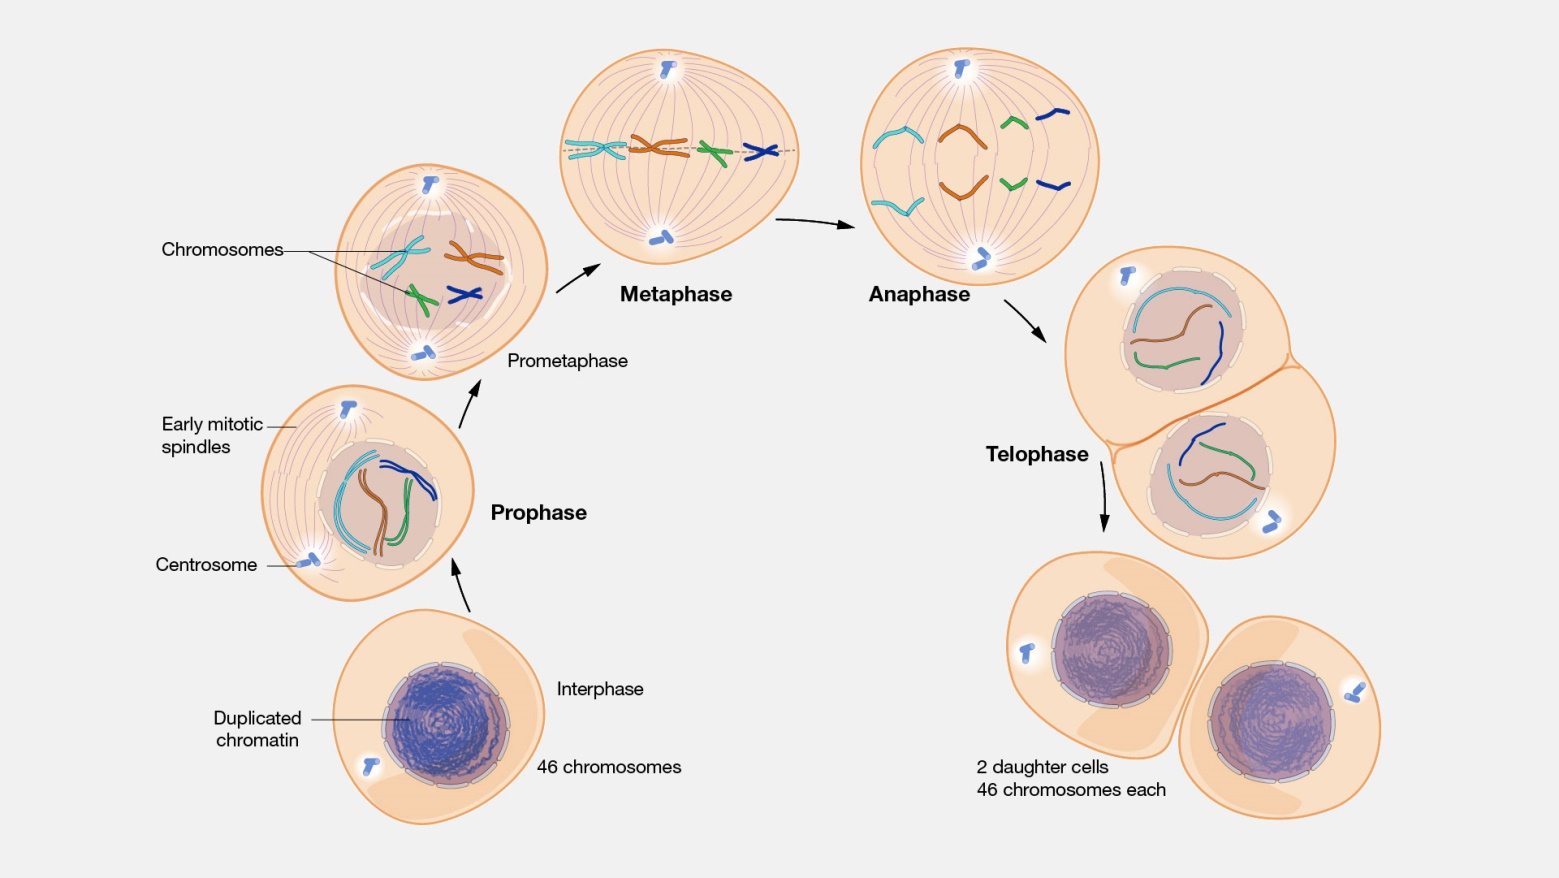 Chromosomes
Metaphase
Anaphase
Prometaphase
Early mitotic
spindles
Telophase
Prophase
Centrosome
Interphase
Duplicated
chromatin
46 chromosomes
2 daughter cells
46 chromosomes each